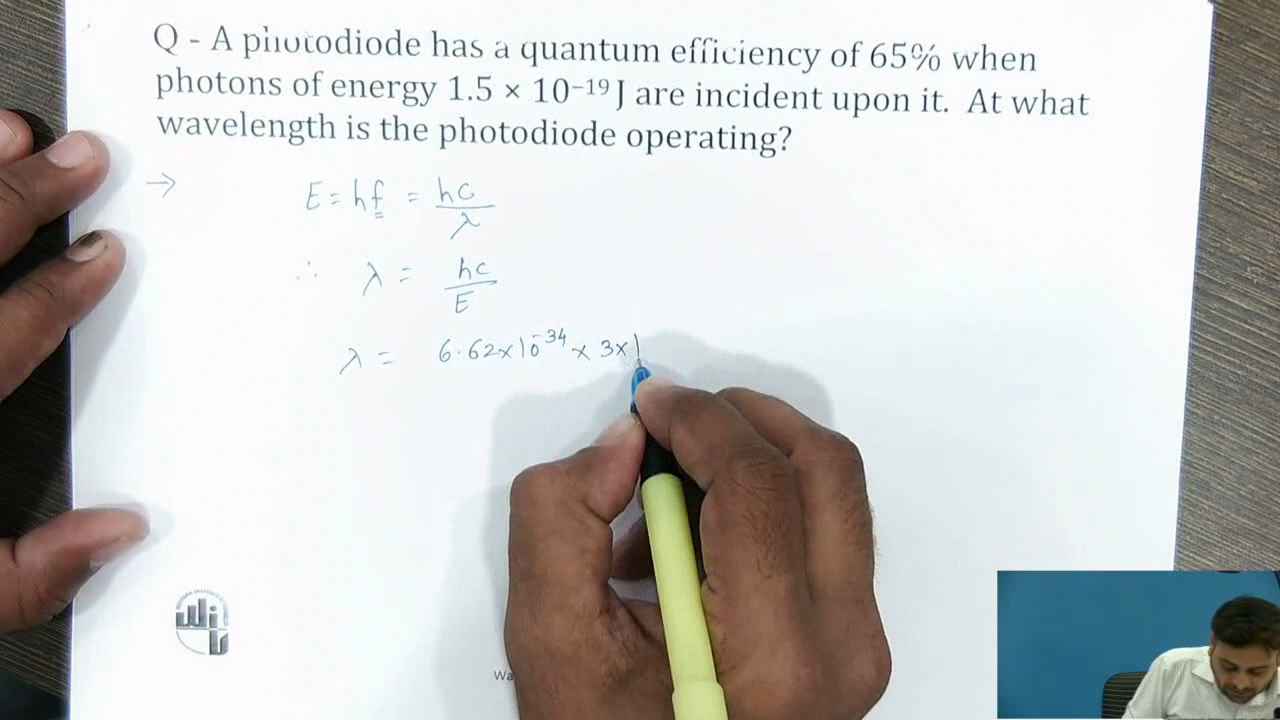 Q - A photodiode has a quantum efficiency of 65% when
photons of energy 1.5 × 10⁻¹⁹ J are incident upon it. At what
wavelength is the photodiode operating?
→ E = hf = hc/λ
∴ λ = hc/E
λ = 6.62×10⁻³⁴ × 3×1
Wa